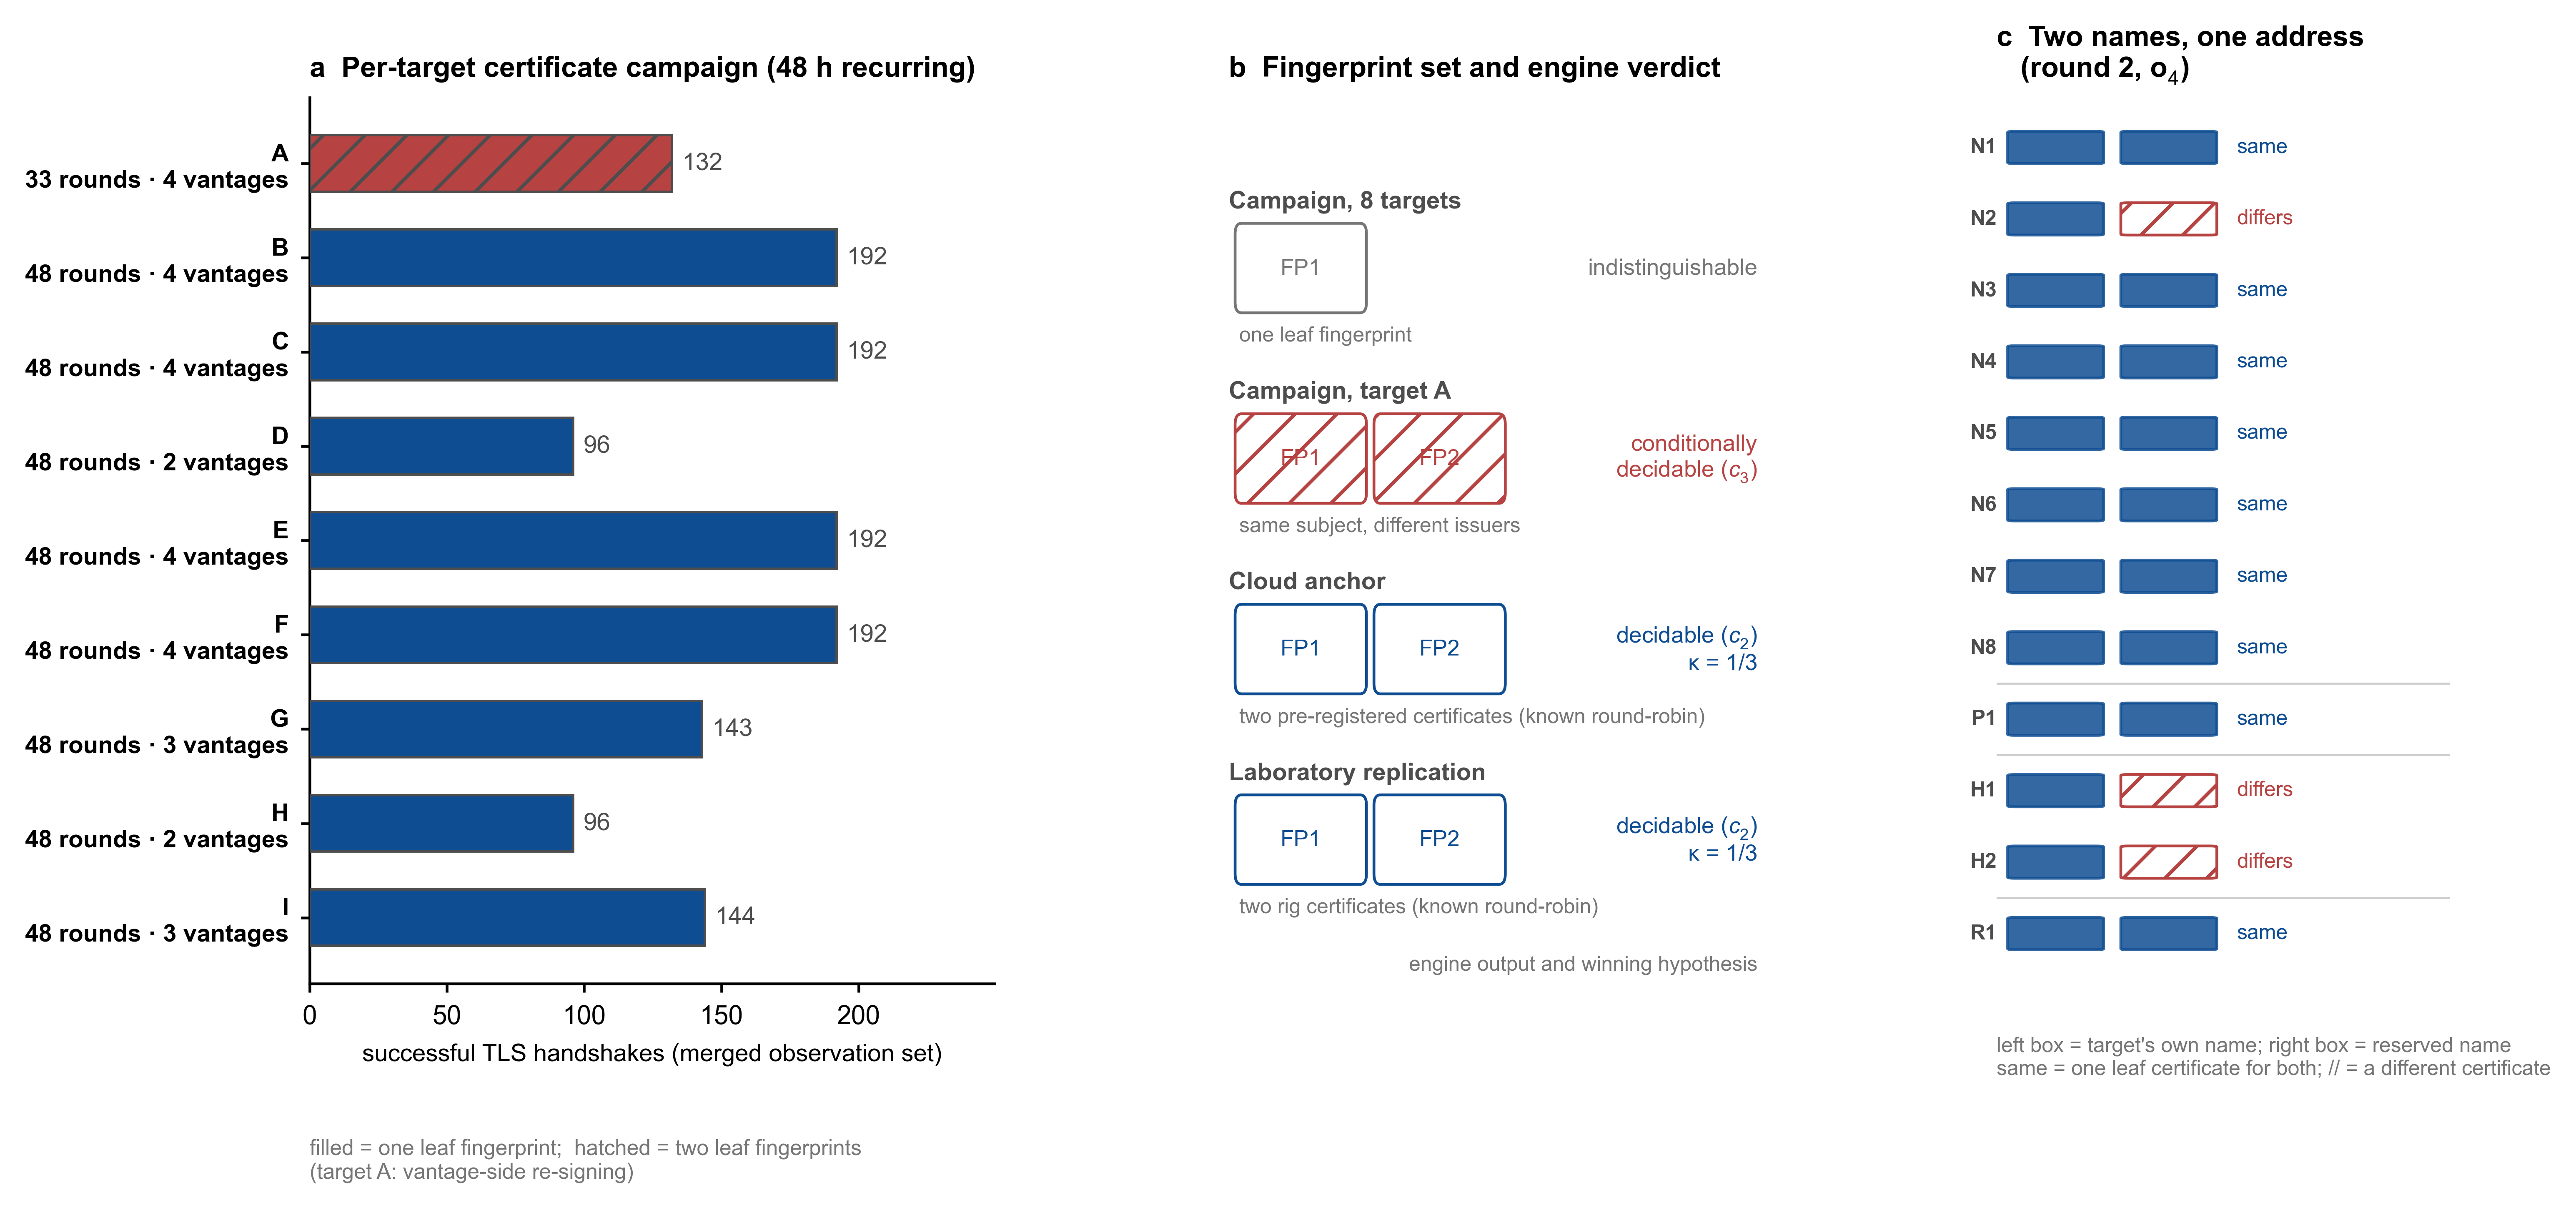 a Per-target certificate campaign (48 h recurring)
A
33 rounds · 4 vantages
132
B
48 rounds · 4 vantages
192
C
48 rounds · 4 vantages
192
D
48 rounds · 2 vantages
96
E
48 rounds · 4 vantages
192
F
48 rounds · 4 vantages
192
G
48 rounds · 3 vantages
143
H
48 rounds · 2 vantages
96
I
48 rounds · 3 vantages
144
0 50 100 150 200
successful TLS handshakes (merged observation set)
filled = one leaf fingerprint; hatched = two leaf fingerprints
(target A: vantage-side re-signing)
b Fingerprint set and engine verdict
Campaign, 8 targets
FP1
indistinguishable
one leaf fingerprint
Campaign, target A
FP1 FP2
conditionally
decidable (c₃)
same subject, different issuers
Cloud anchor
FP1 FP2
decidable (c₂)
κ = 1/3
two pre-registered certificates (known round-robin)
Laboratory replication
FP1 FP2
decidable (c₂)
κ = 1/3
two rig certificates (known round-robin)
engine output and winning hypothesis
c Two names, one address
(round 2, o₄)
N1 same
N2 differs
N3 same
N4 same
N5 same
N6 same
N7 same
N8 same
P1 same
H1 differs
H2 differs
R1 same
left box = target's own name; right box = reserved name
same = one leaf certificate for both; // = a different certificate